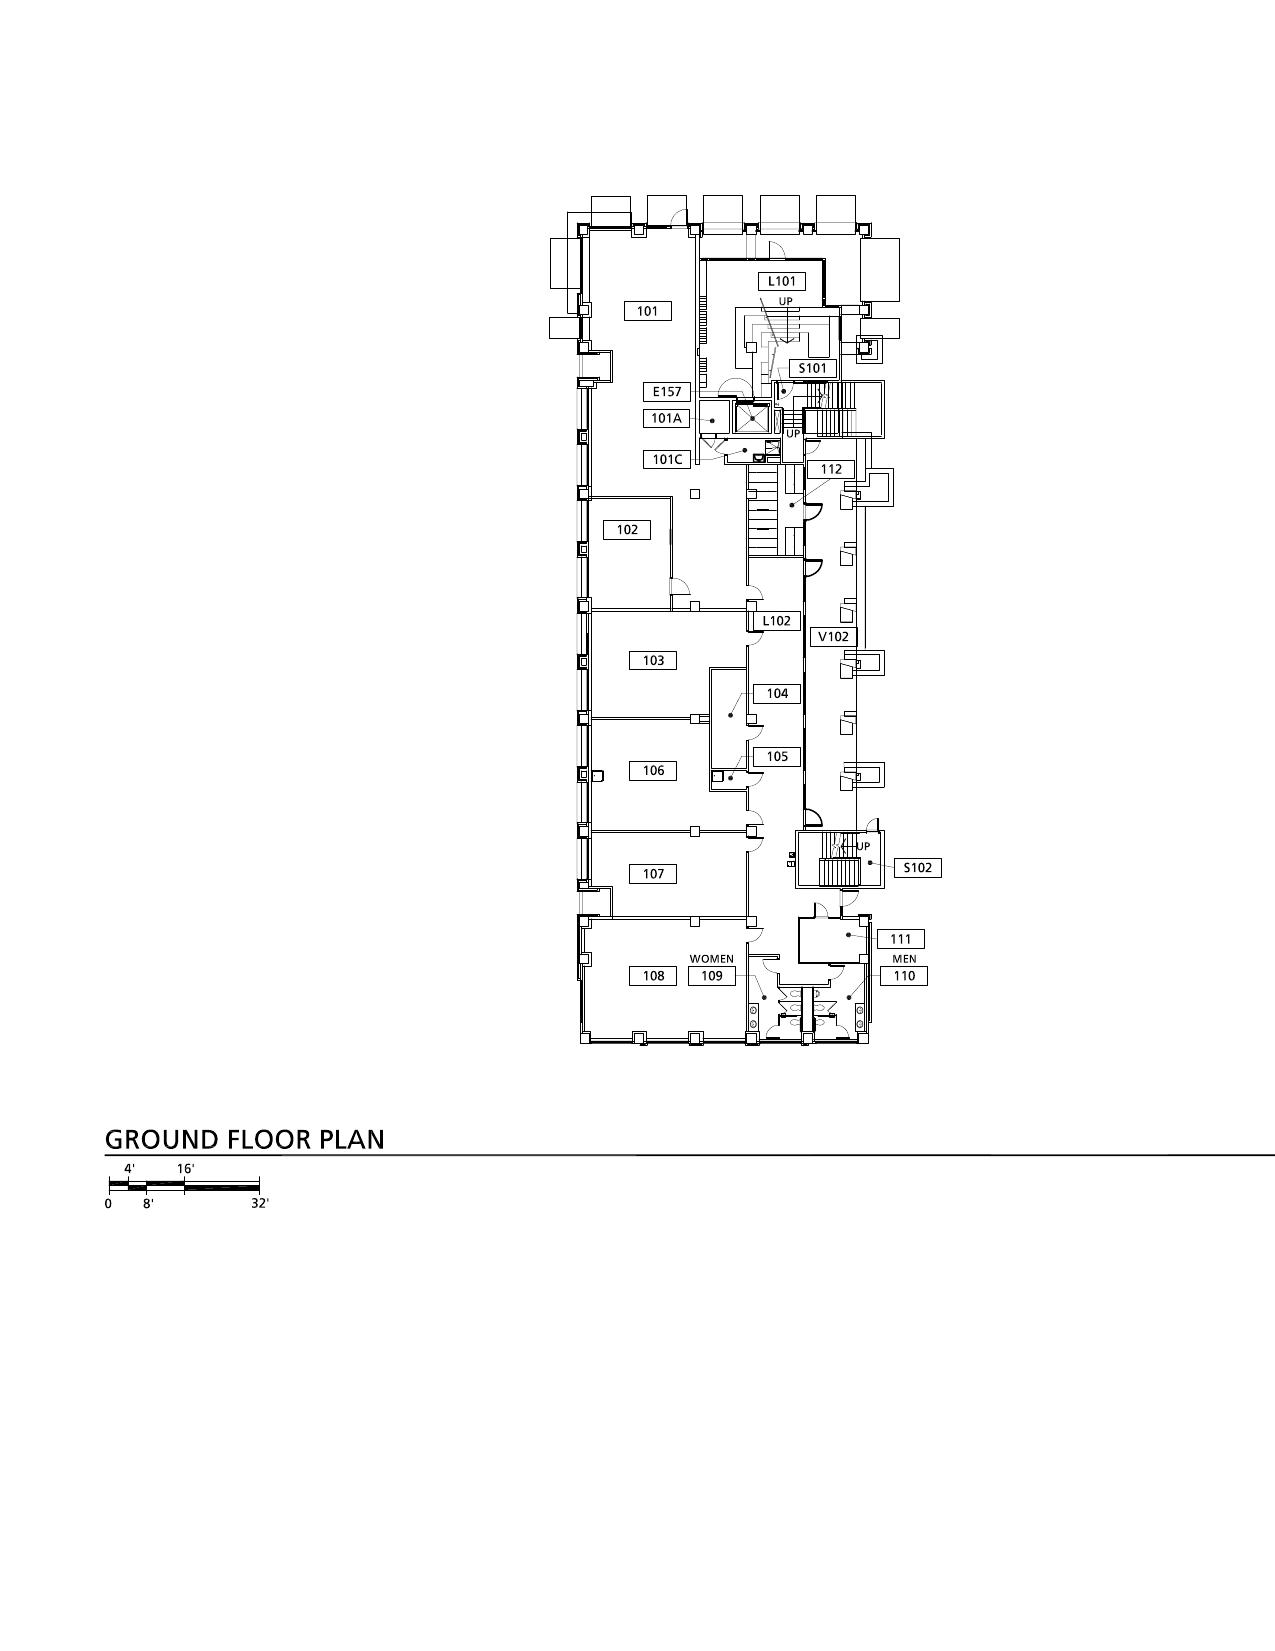 L101
UP
101
S101
E157
101A
UP
101C
112
102
L102
V102
103
104
105
106
UP
S102
107
111
WOMEN
MEN
108
109
110
GROUND FLOOR PLAN
4' 16'
0 8' 32'